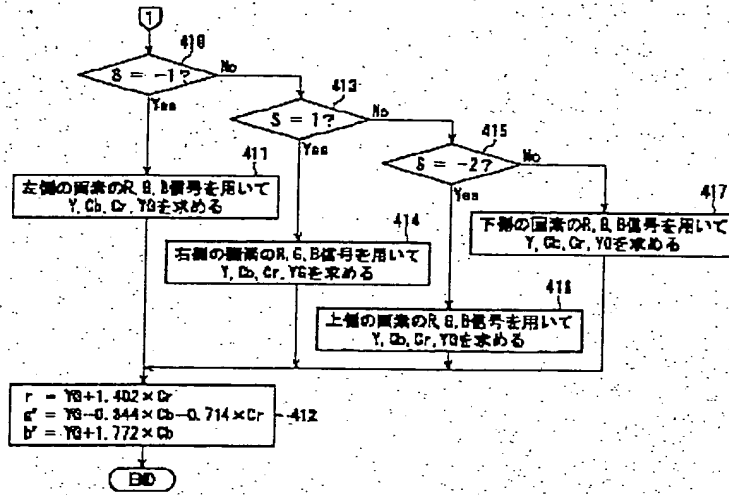 1
410
S = -1?
No
Yes
413
S = 1?
No
Yes
415
S = -2?
No
Yes
411
左側の画素のR,G,B信号を用いて
Y,Cb,Cr,YGを求める
414
右側の画素のR,G,B信号を用いて
Y,Cb,Cr,YGを求める
417
下側の画素のR,G,B信号を用いて
Y,Cb,Cr,YGを求める
上側の画素のR,G,B信号を用いて
Y,Cb,Cr,YGを求める
= YG+1.402×Cr
= YG-0.344×Cb-0.714×Cr
b' = YG+1.772×Cb
412
END